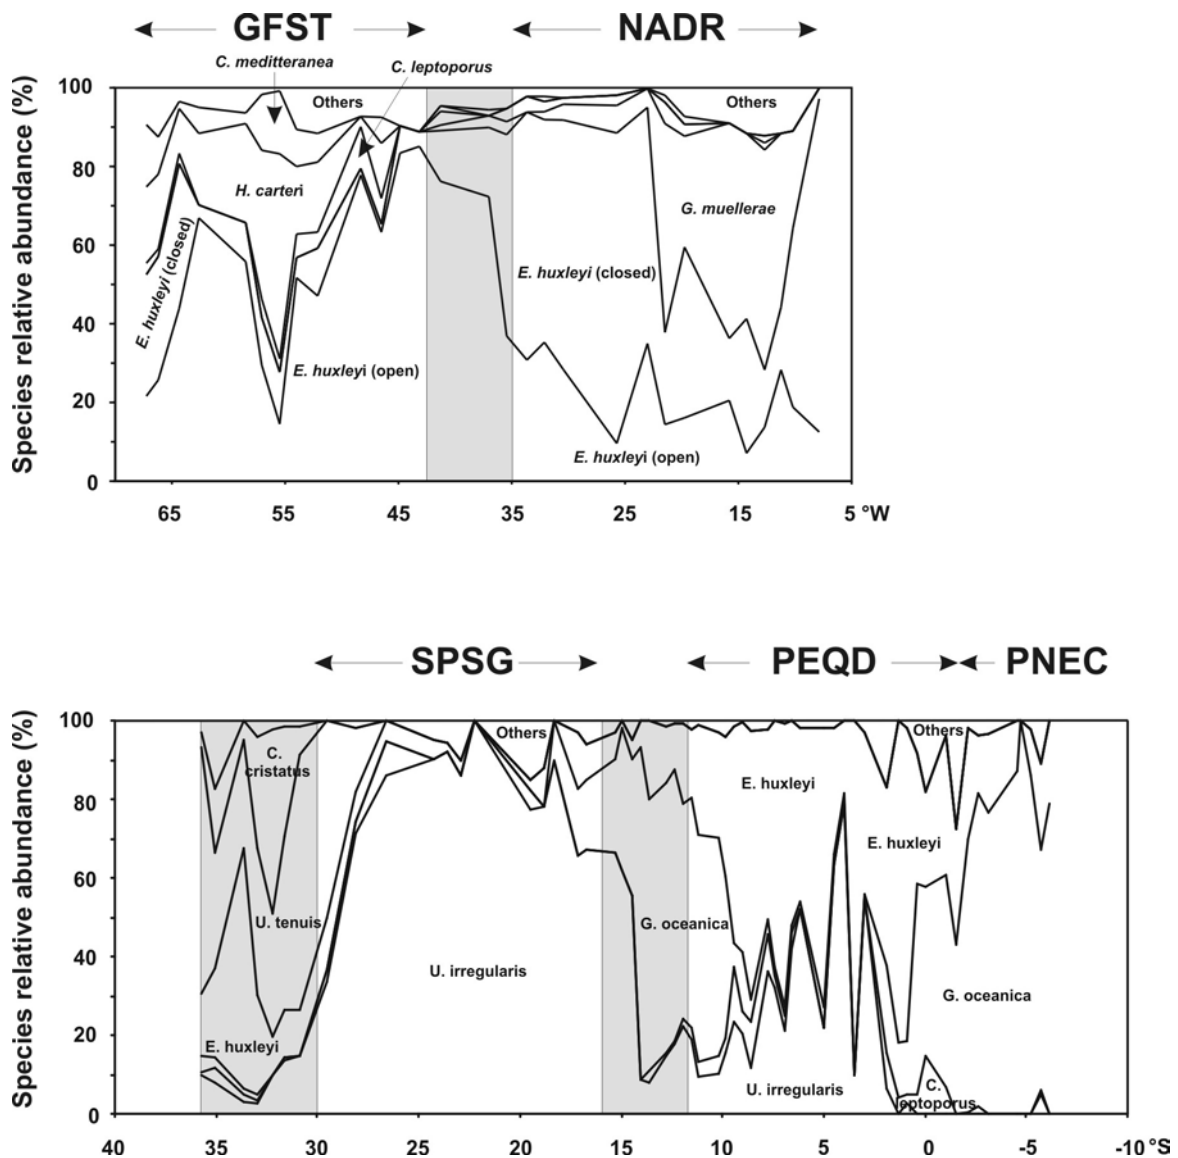 GFST NADR
C. meditteranea
C. leptoporus
Species relative abundance (%)
100
80
60
40
20
0
Others
Others
H. carteri
G. muellerae
E. huxleyi (closed)
E. huxleyi (closed)
E. huxleyi (open)
E. huxleyi (open)
65 55 45 35 25 15 5 °W
SPSG PEQD PNEC
Species relative abundance (%)
100
80
60
40
20
0
Others
Others
C.
cristatus
E. huxleyi
E. huxleyi
U. tenuis
G. oceanica
U. irregularis
G. oceanica
E. huxleyi
U. irregularis
C.
leptoporus
40 35 30 25 20 15 10 5 0 -5 -10 °S